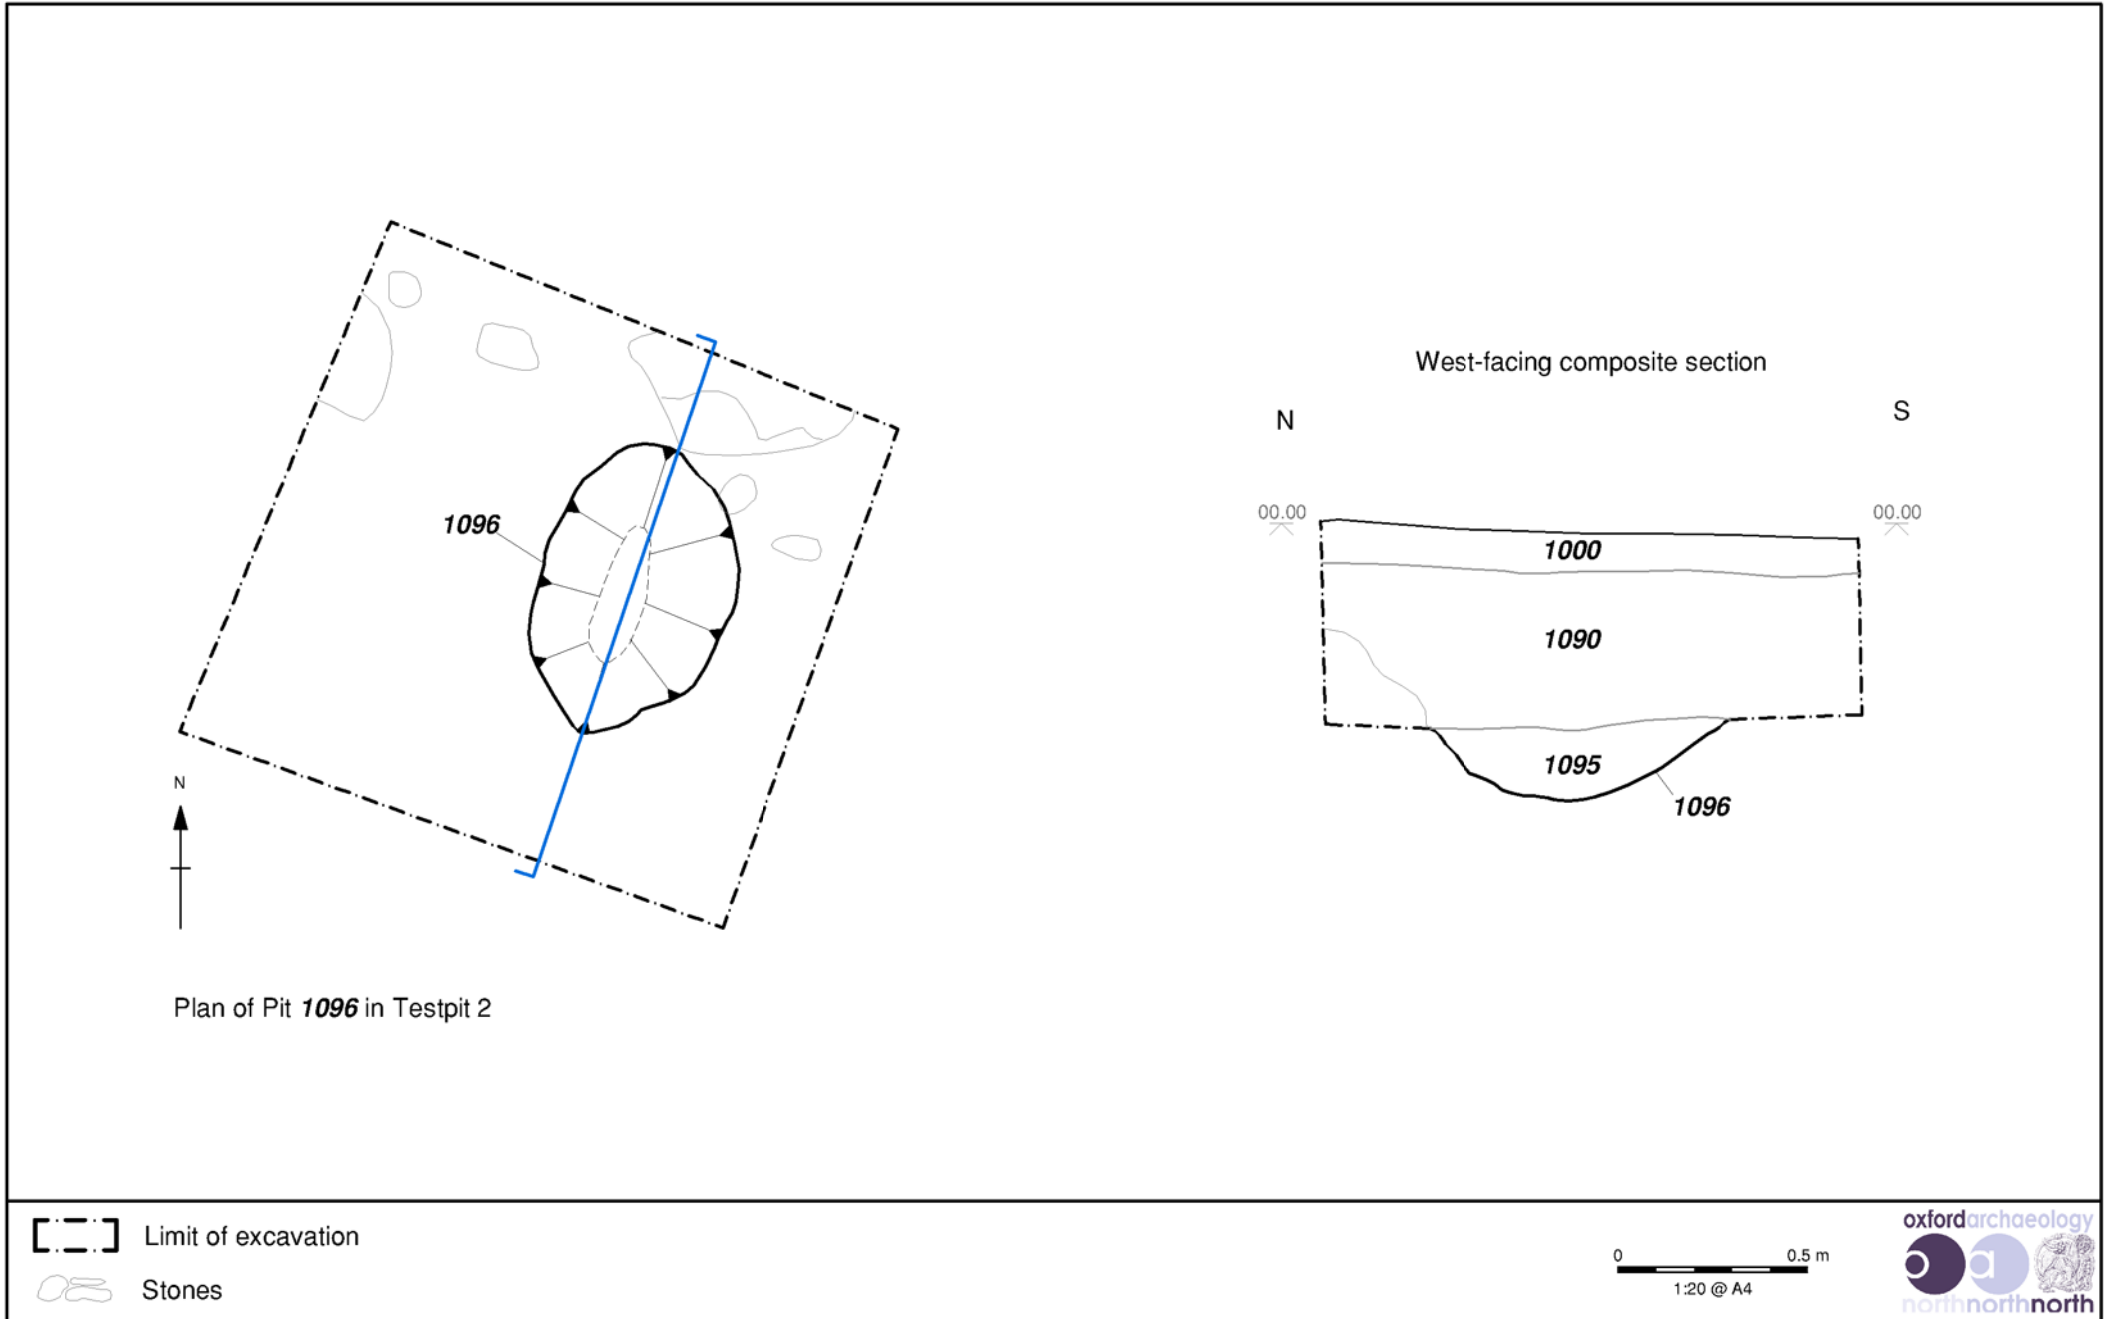 West-facing composite section
N
S
00.00
00.00
1000
1090
1095
1096
1096
N
Plan of Pit 1096 in Testpit 2
Limit of excavation
Stones
0
0.5 m
1:20 @ A4
oxfordarchaeology
o a
northnorthnorth